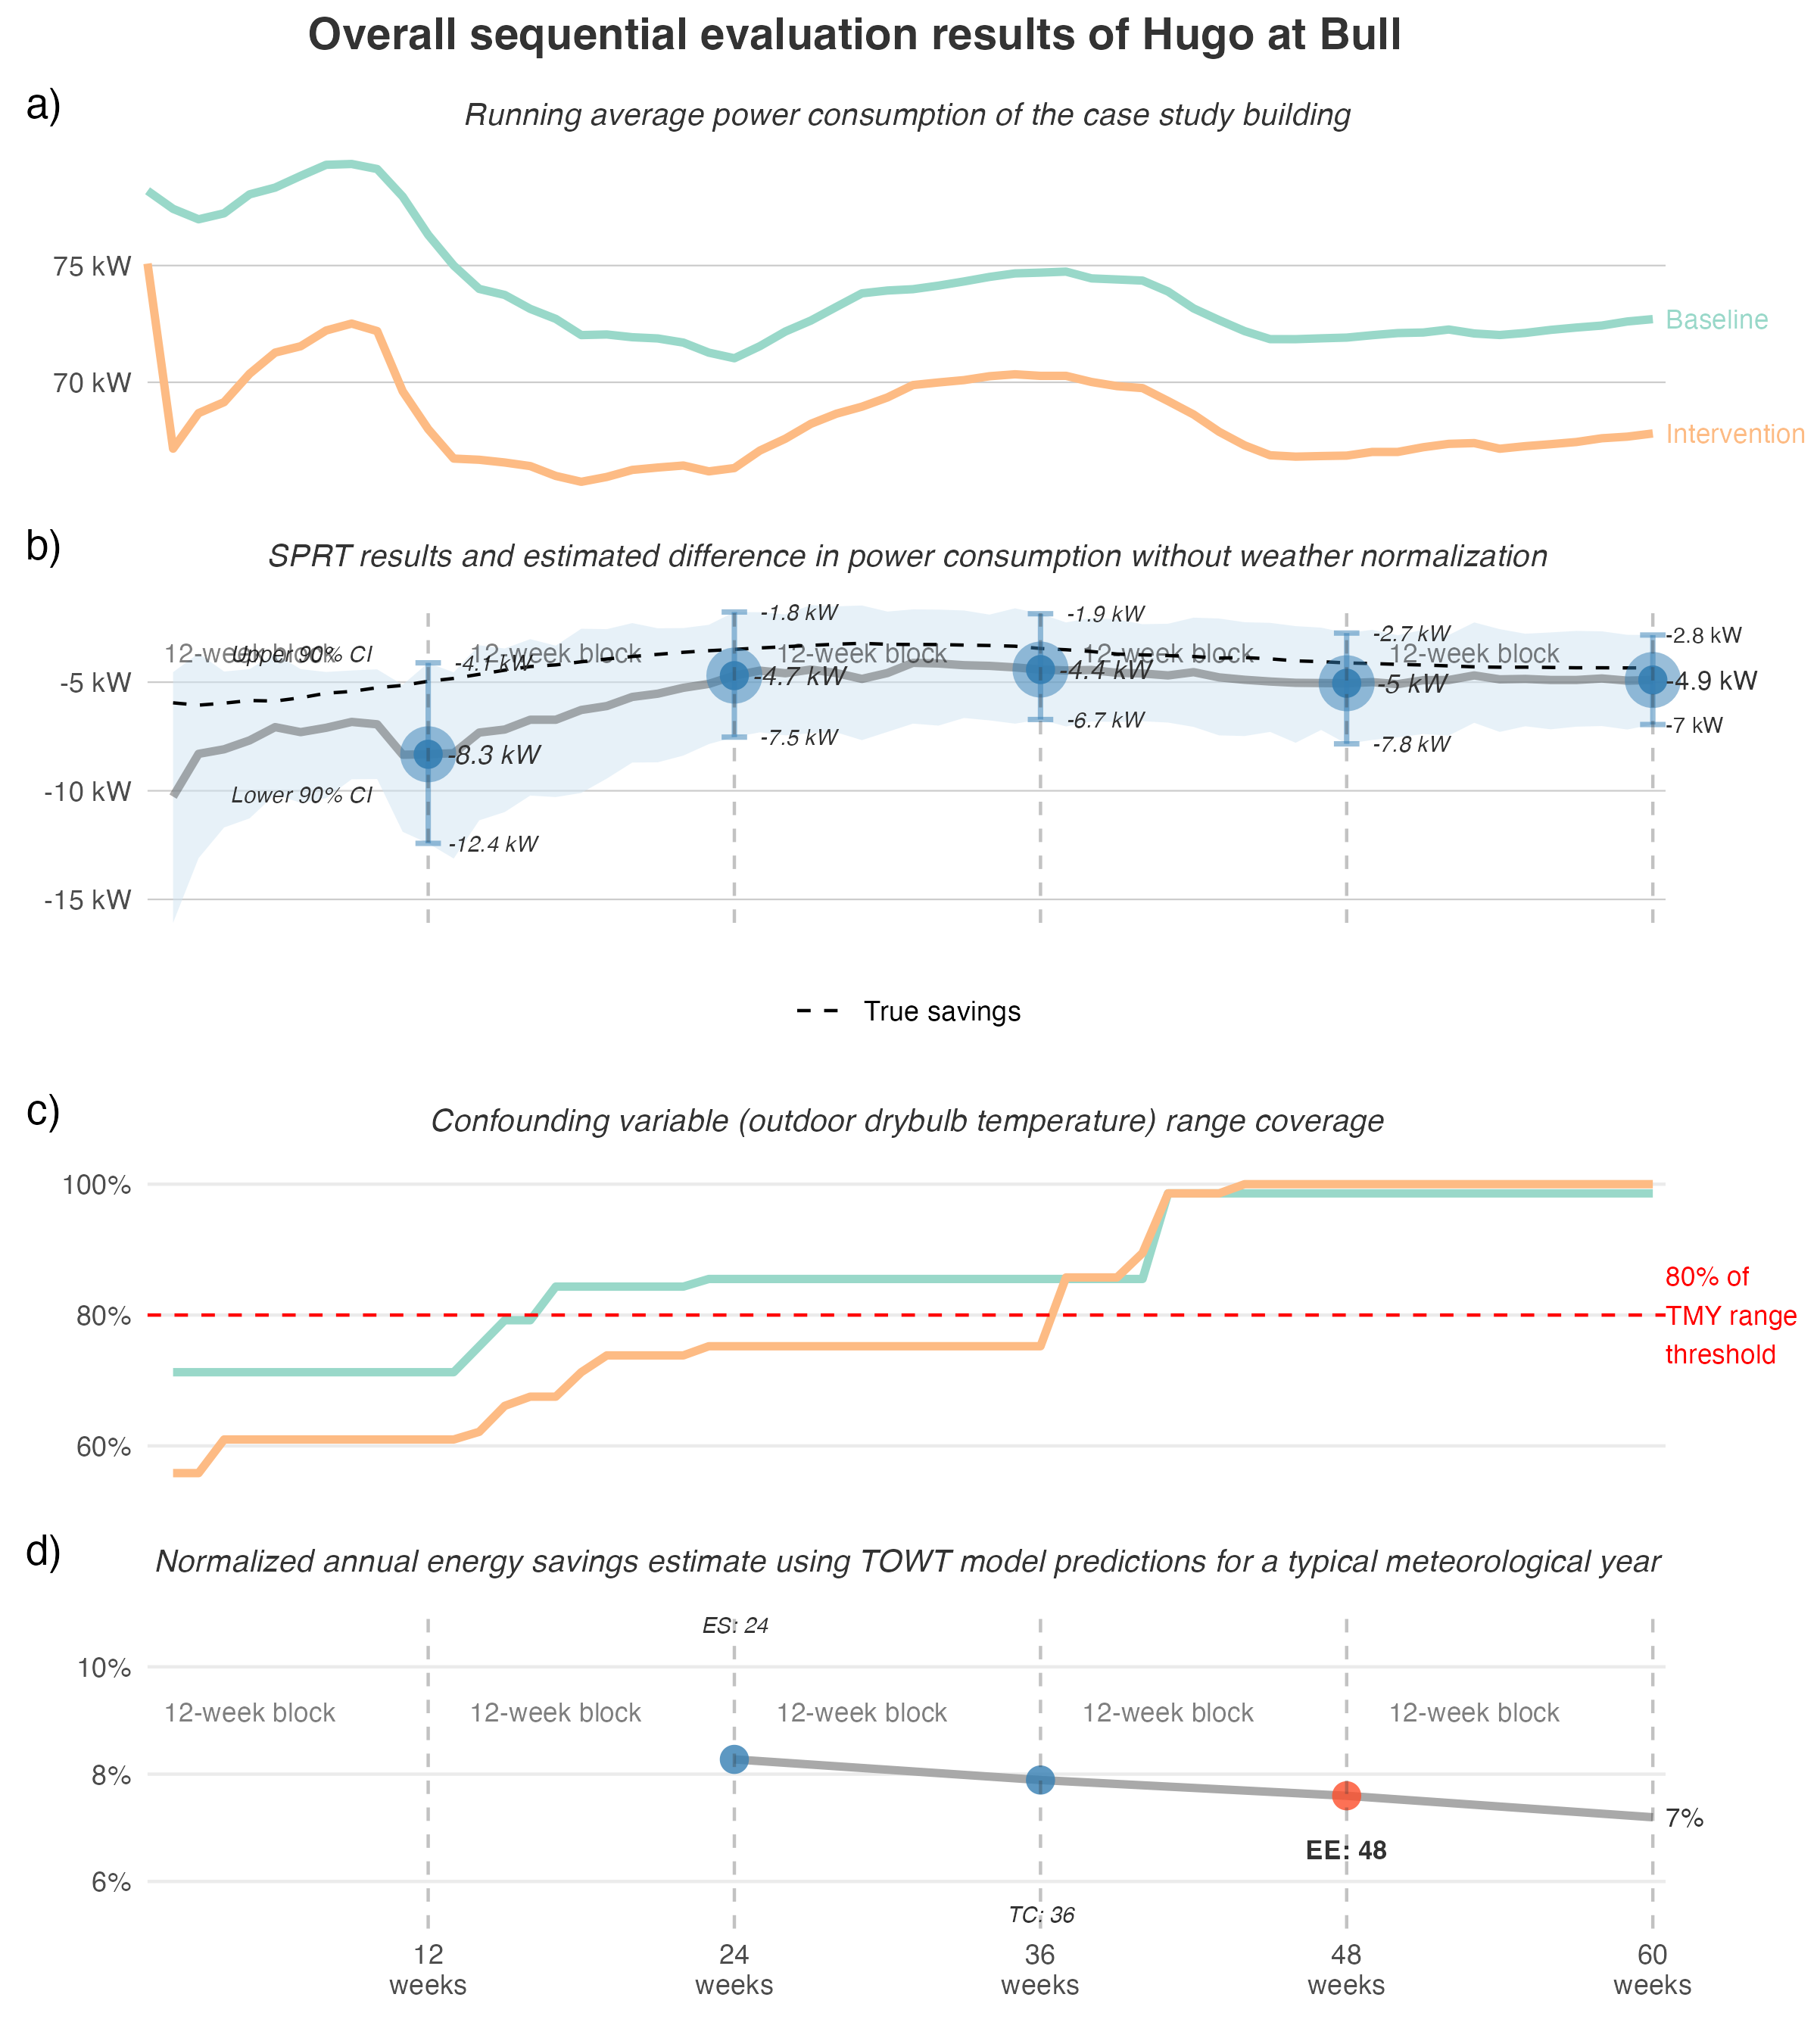 Overall sequential evaluation results of Hugo at Bull
a)
Running average power consumption of the case study building
75 kW
70 kW
Baseline
Intervention
b)
SPRT results and estimated difference in power consumption without weather normalization
-5 kW
-10 kW
-15 kW
12-week block
12-week block
12-week block
12-week block
12-week block
Upper 90% CI
Lower 90% CI
-4.1 kW
-8.3 kW
-12.4 kW
-1.8 kW
-4.7 kW
-7.5 kW
-1.9 kW
-4.4 kW
-6.7 kW
-2.7 kW
-5 kW
-7.8 kW
-2.8 kW
-4.9 kW
-7 kW
True savings
c)
Confounding variable (outdoor drybulb temperature) range coverage
100%
80%
60%
80% of
TMY range
threshold
d)
Normalized annual energy savings estimate using TOWT model predictions for a typical meteorological year
ES: 24
10%
8%
6%
12-week block
12-week block
12-week block
12-week block
12-week block
7%
EE: 48
TC: 36
12
weeks
24
weeks
36
weeks
48
weeks
60
weeks